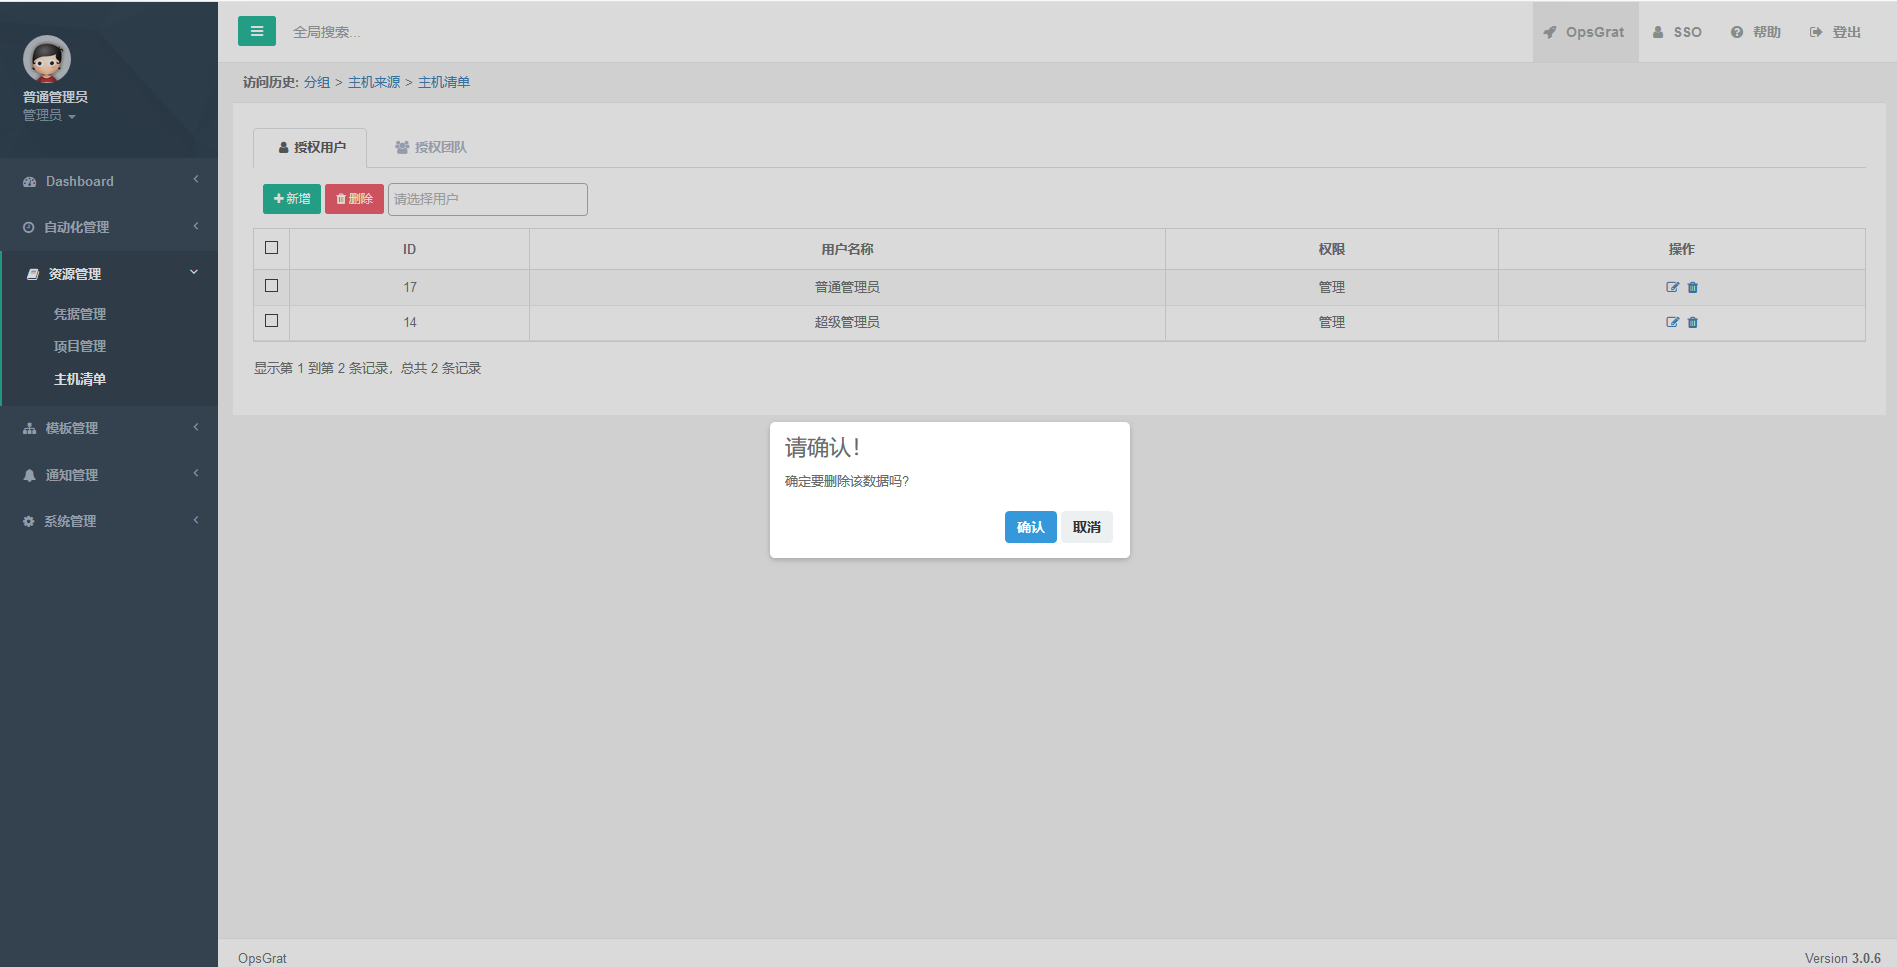 全局搜索...
OpsGrat
SSO
帮助
登出
普通管理员
管理员
访问历史: 分组 > 主机来源 > 主机清单
授权用户
授权团队
Dashboard
自动化管理
资源管理
凭据管理
项目管理
主机清单
模板管理
通知管理
系统管理
新增
删除
请选择用户
ID 用户名称 权限 操作
17 普通管理员 管理
14 超级管理员 管理
显示第 1 到第 2 条记录，总共 2 条记录
请确认！
确定要删除该数据吗?
确认
取消
OpsGrat
Version 3.0.6